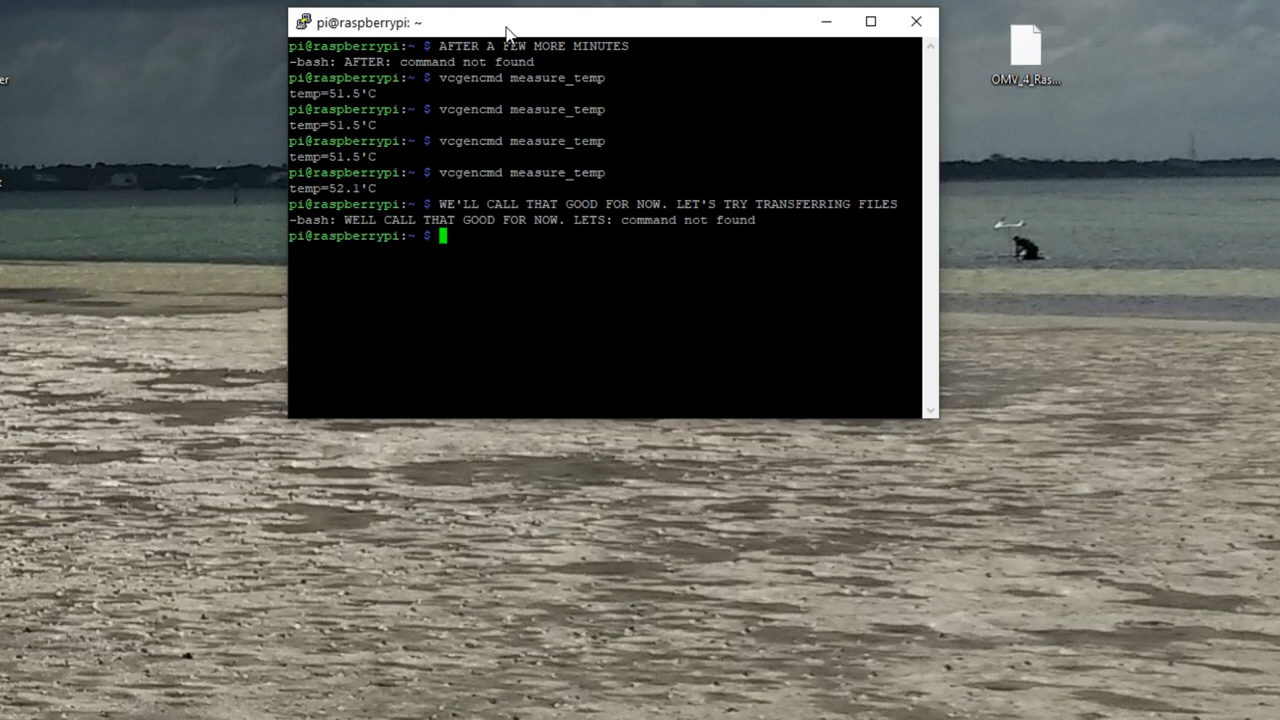 pi@raspberrypi: ~
pi@raspberrypi:~ $ AFTER A FEW MORE MINUTES
-bash: AFTER: command not found
pi@raspberrypi:~ $ vcgencmd measure_temp
temp=51.5'C
pi@raspberrypi:~ $ vcgencmd measure_temp
temp=51.5'C
pi@raspberrypi:~ $ vcgencmd measure_temp
temp=51.5'C
pi@raspberrypi:~ $ vcgencmd measure_temp
temp=52.1'C
pi@raspberrypi:~ $ WE'LL CALL THAT GOOD FOR NOW. LET'S TRY TRANSFERRING FILES
-bash: WELL CALL THAT GOOD FOR NOW. LETS: command not found
pi@raspberrypi:~ $
OMV_4_Ras...
er